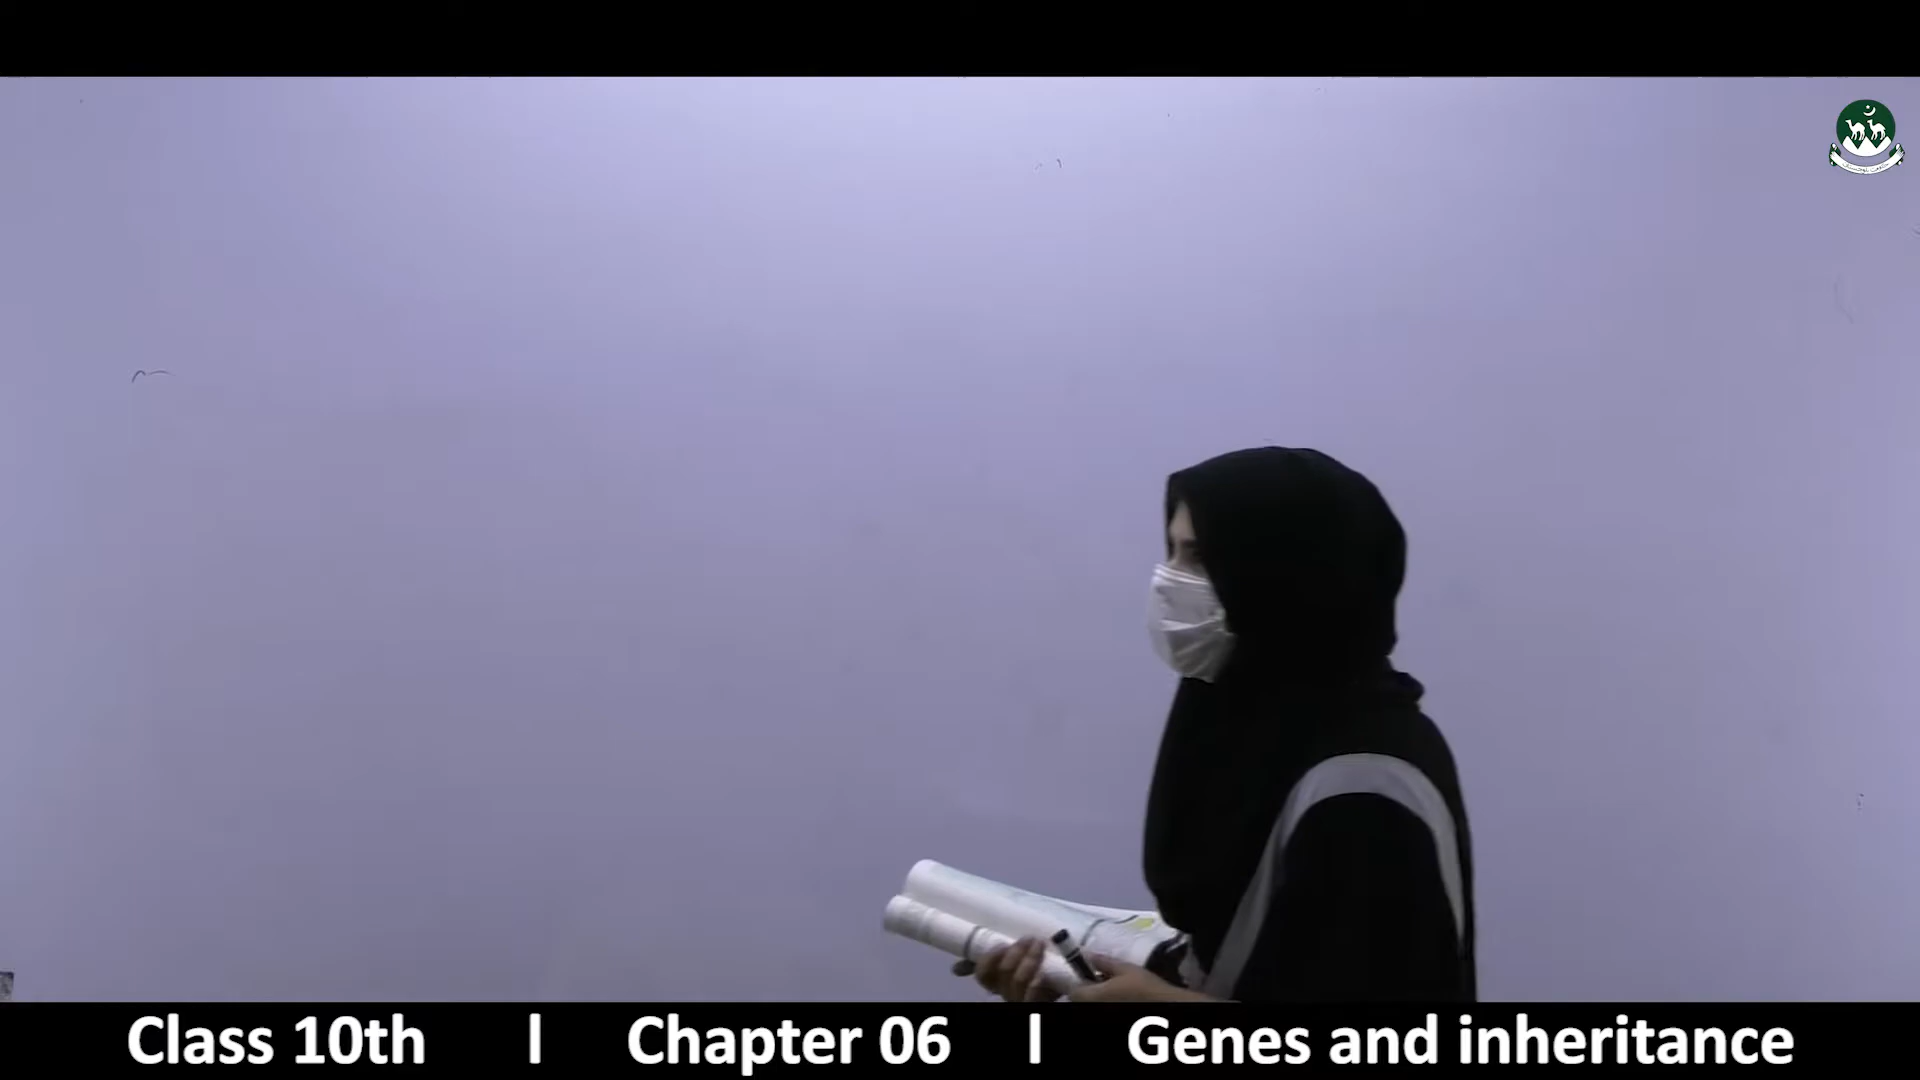 Class 10th | Chapter 06 | Genes and inheritance